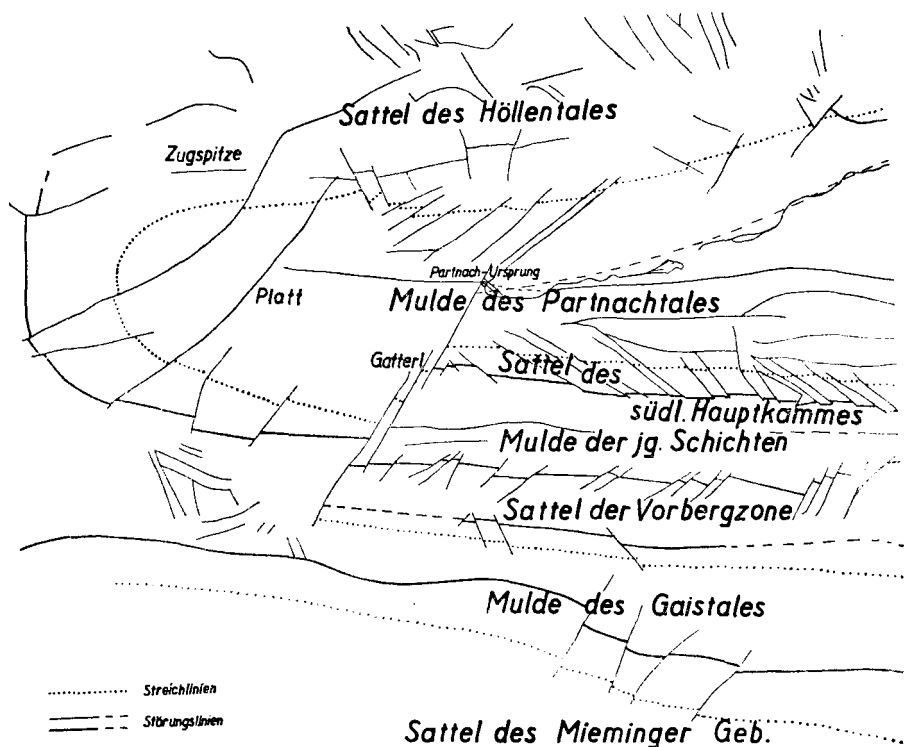 Sattel des Höllentales
Zugspitze
Partnach-Ursprung
Platt
Mulde des Partnachtales
Gatterl
Sattel des
südl. Hauptkammes
Mulde der jg. Schichten
Sattel der Vorbergzone
Mulde des Gaistales
Streichlinien
Störungslinien
Sattel des Mieminger Geb.